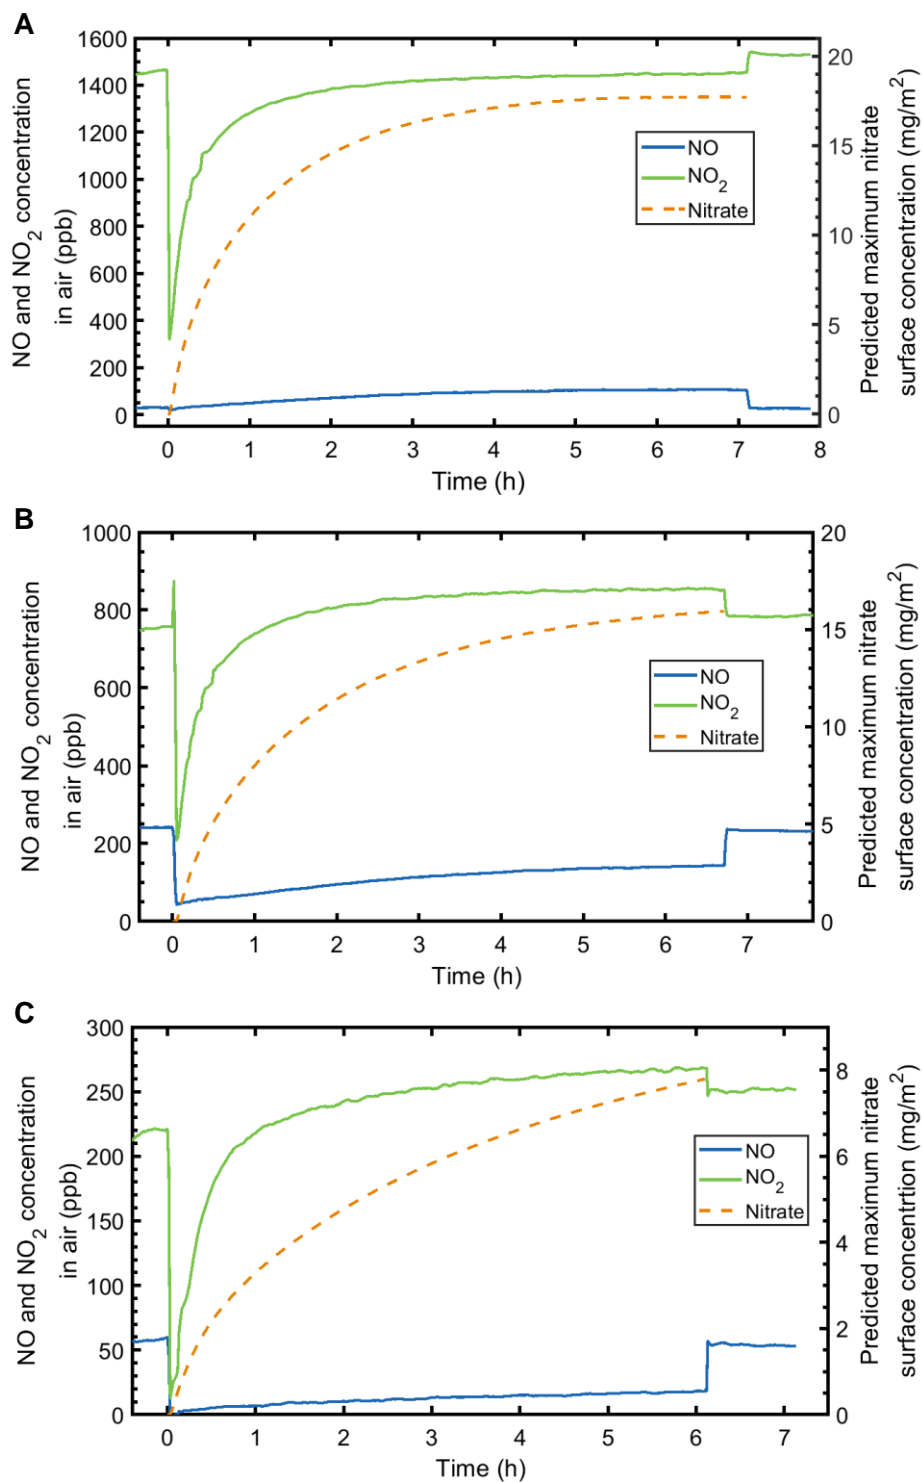 A
NO and NO2 concentration
in air (ppb)
1600
1400
1200
1000
800
600
400
200
0
0 1 2 3 4 5 6 7 8
Time (h)
20
15
10
5
0
Predicted maximum nitrate
surface concentration (mg/m2)
NO
NO2
Nitrate
B
NO and NO2 concentration
in air (ppb)
1000
800
600
400
200
0
0 1 2 3 4 5 6 7
Time (h)
20
15
10
5
0
Predicted maximum nitrate
surface concentration (mg/m2)
NO
NO2
Nitrate
C
NO and NO2 concentration
in air (ppb)
300
250
200
150
100
50
0
0 1 2 3 4 5 6 7
Time (h)
8
6
4
2
0
Predicted maximum nitrate
surface concentrtion (mg/m2)
NO
NO2
Nitrate